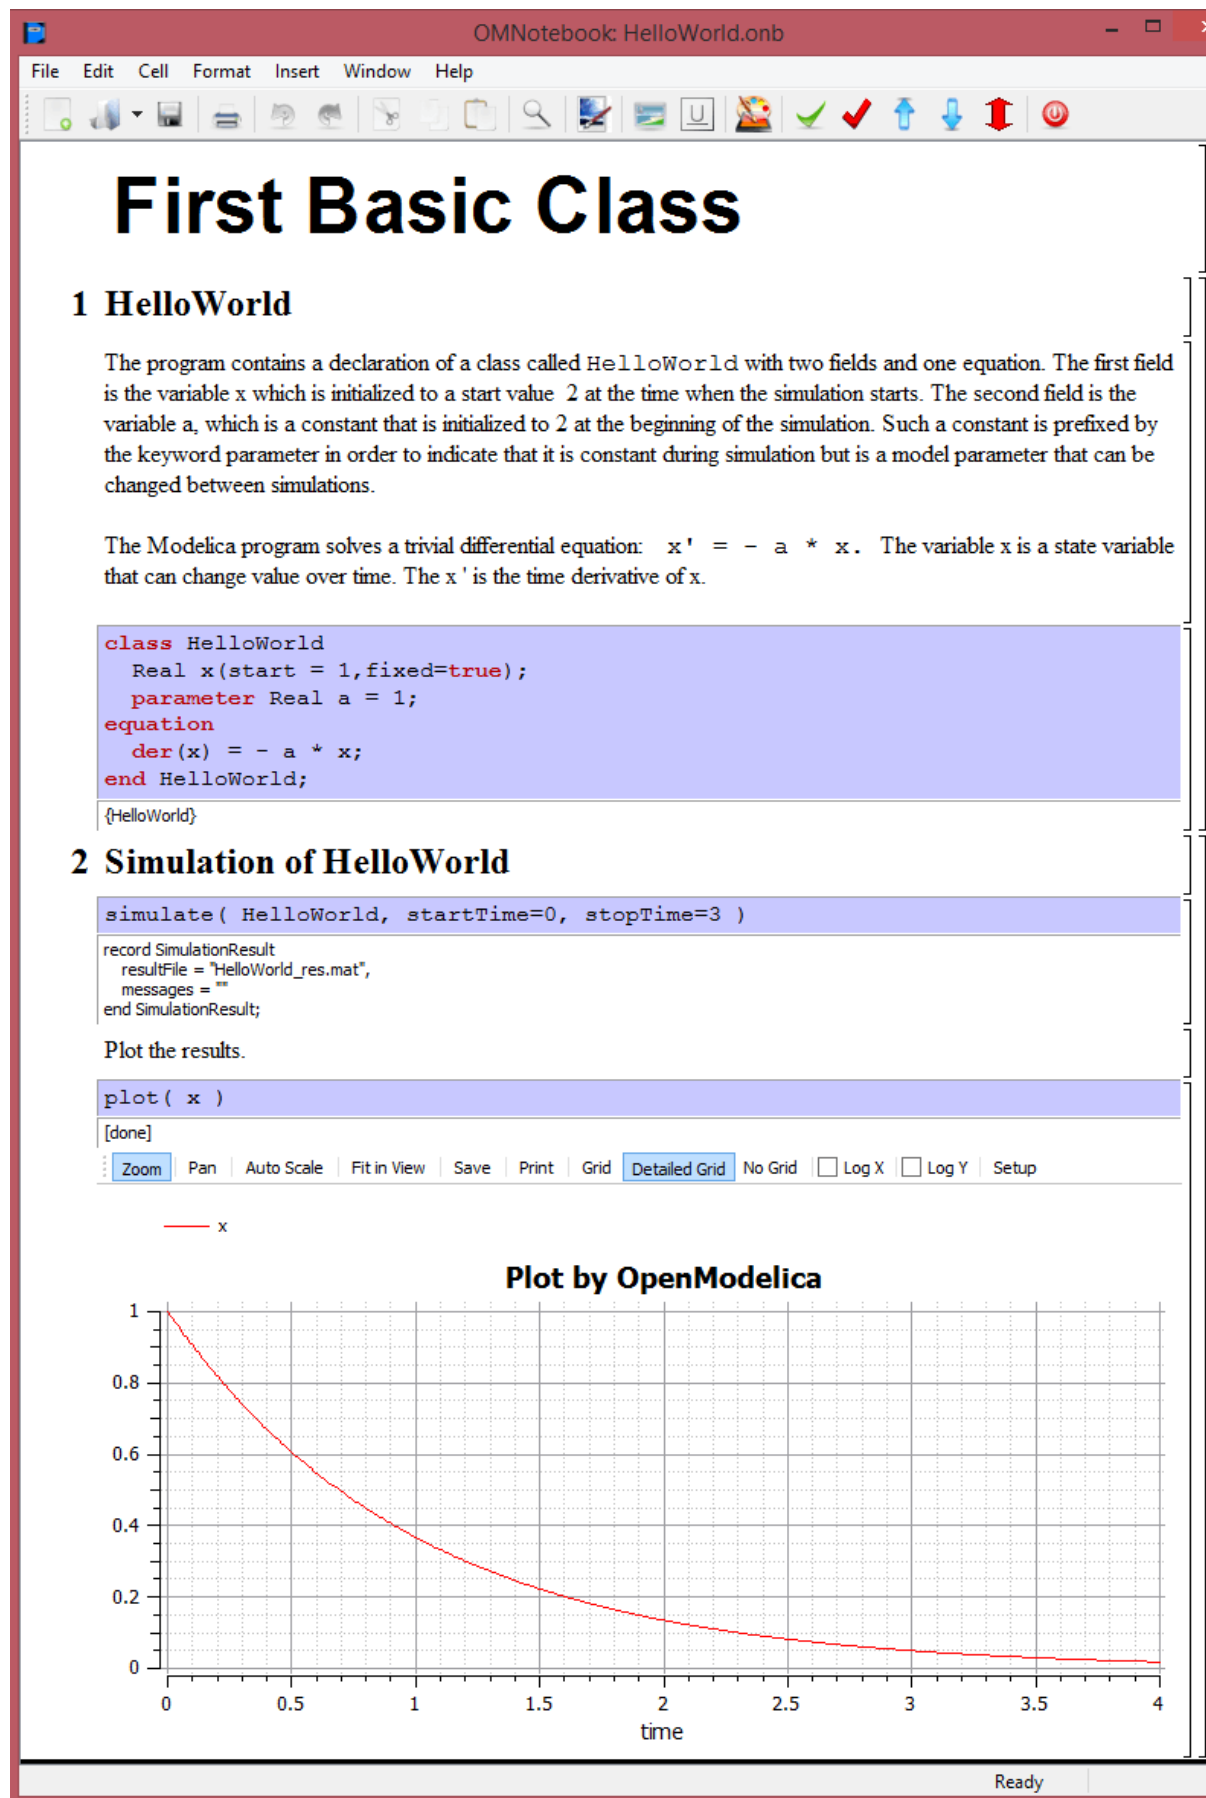 OMNotebook: HelloWorld.onb
File Edit Cell Format Insert Window Help
U
First Basic Class
1 HelloWorld
The program contains a declaration of a class called HelloWorld with two fields and one equation. The first field
is the variable x which is initialized to a start value 2 at the time when the simulation starts. The second field is the
variable a, which is a constant that is initialized to 2 at the beginning of the simulation. Such a constant is prefixed by
the keyword parameter in order to indicate that it is constant during simulation but is a model parameter that can be
changed between simulations.
The Modelica program solves a trivial differential equation: x' = - a * x. The variable x is a state variable
that can change value over time. The x ' is the time derivative of x.
class HelloWorld
Real x(start = 1,fixed=true);
parameter Real a = 1;
equation
der(x) = - a * x;
end HelloWorld;
{HelloWorld}
2 Simulation of HelloWorld
simulate( HelloWorld, startTime=0, stopTime=3 )
record SimulationResult
resultFile = "HelloWorld_res.mat",
messages = ""
end SimulationResult;
Plot the results.
plot( x )
[done]
Zoom Pan Auto Scale Fit in View Save Print Grid Detailed Grid No Grid Log X Log Y Setup
x
Plot by OpenModelica
1
0.8
0.6
0.4
0.2
0
0 0.5 1 1.5 2 2.5 3 3.5 4
time
Ready